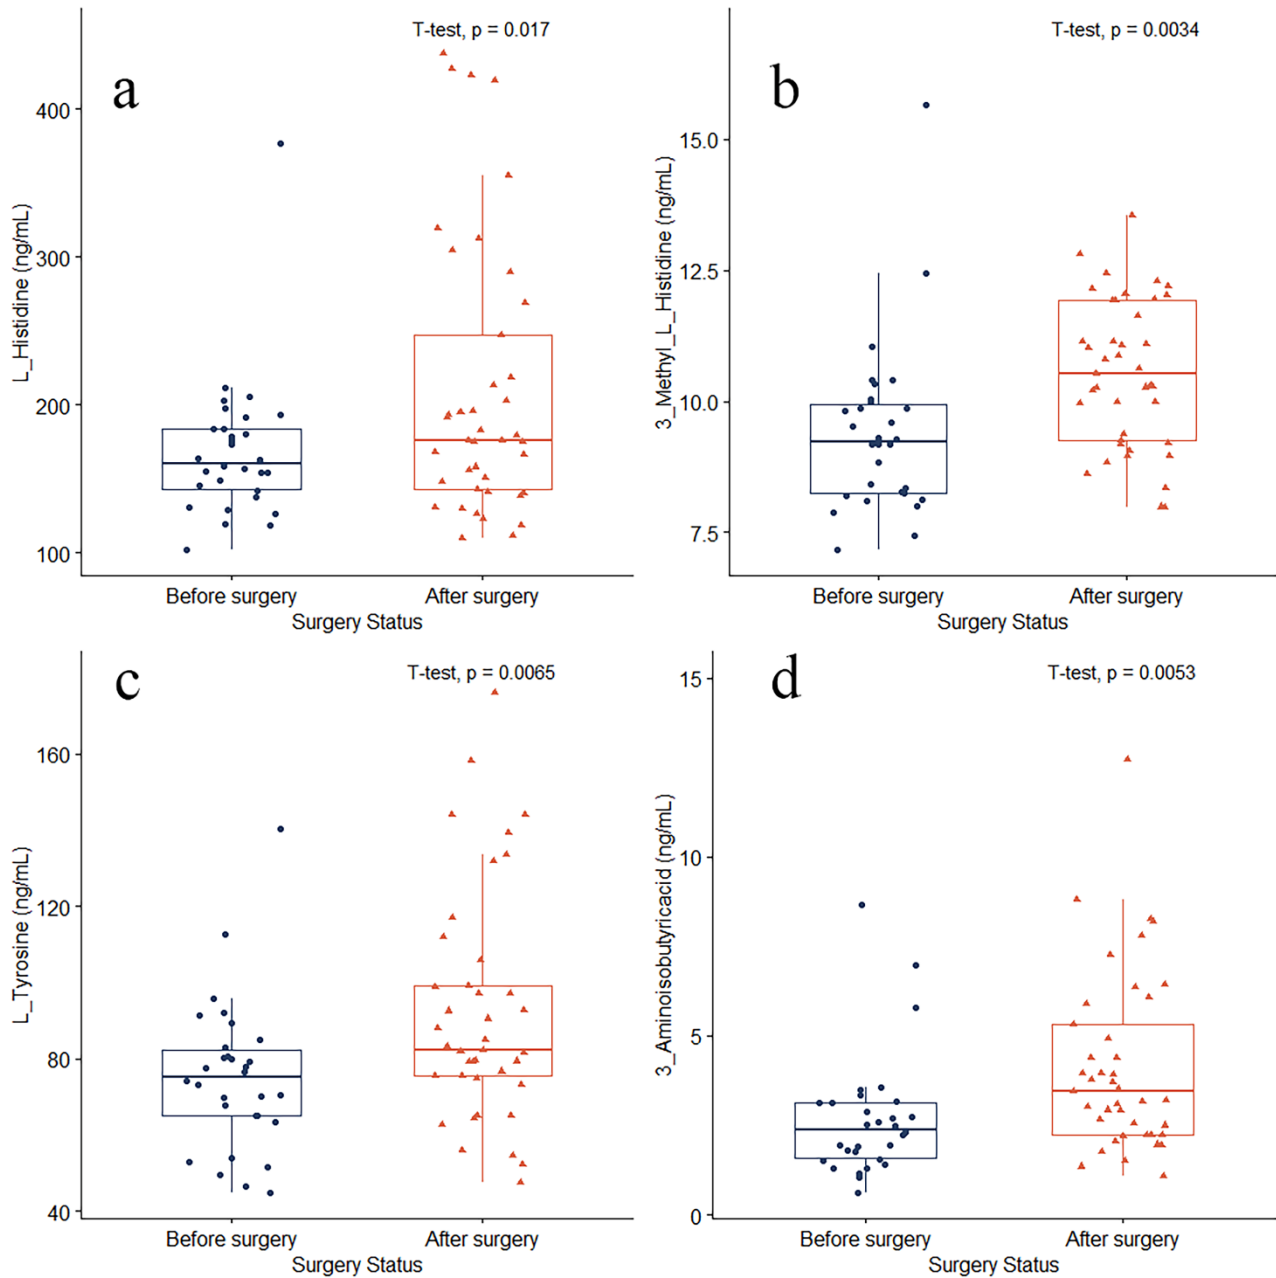 a
T-test, p = 0.017
L_Histidine (ng/mL)
400
300
200
100
Before surgery
After surgery
Surgery Status
b
T-test, p = 0.0034
3_Methyl_L_Histidine (ng/mL)
15.0
12.5
10.0
7.5
Before surgery
After surgery
Surgery Status
c
T-test, p = 0.0065
L_Tyrosine (ng/mL)
160
120
80
40
Before surgery
After surgery
Surgery Status
d
T-test, p = 0.0053
3_Aminoisobutyricacid (ng/mL)
15
10
5
0
Before surgery
After surgery
Surgery Status